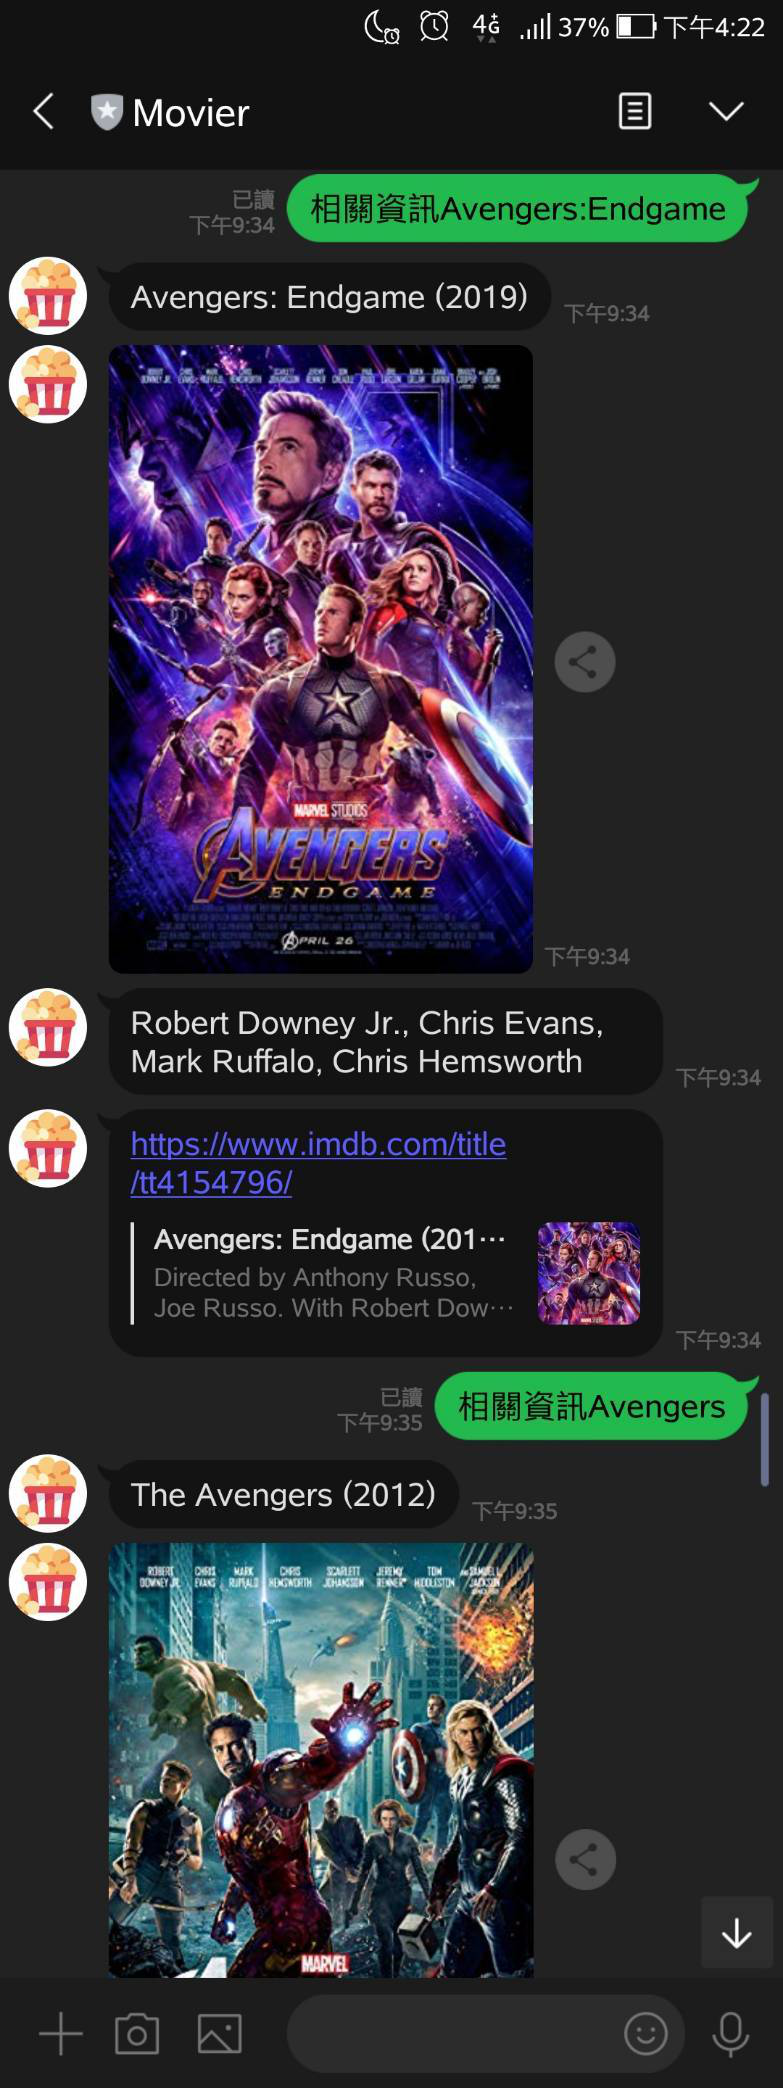 4G 37% 下午4:22
Movier
已讀
下午9:34
相關資訊Avengers:Endgame
Avengers: Endgame (2019)
下午9:34
MARVEL STUDIOS
AVENGERS
ENDGAME
APRIL 26
下午9:34
Robert Downey Jr., Chris Evans,
Mark Ruffalo, Chris Hemsworth
下午9:34
https://www.imdb.com/title
/tt4154796/
Avengers: Endgame (201···
Directed by Anthony Russo,
Joe Russo. With Robert Dow···
下午9:34
已讀
下午9:35
相關資訊Avengers
The Avengers (2012)
下午9:35
ROBERT CHRIS MARK CHRIS SCARLETT JEREMY TOM SAMUEL L.
DOWNEY JR. EVANS RUFFALO HEMSWORTH JOHANSSON RENNER HIDDLESTON JACKSON
MARVEL